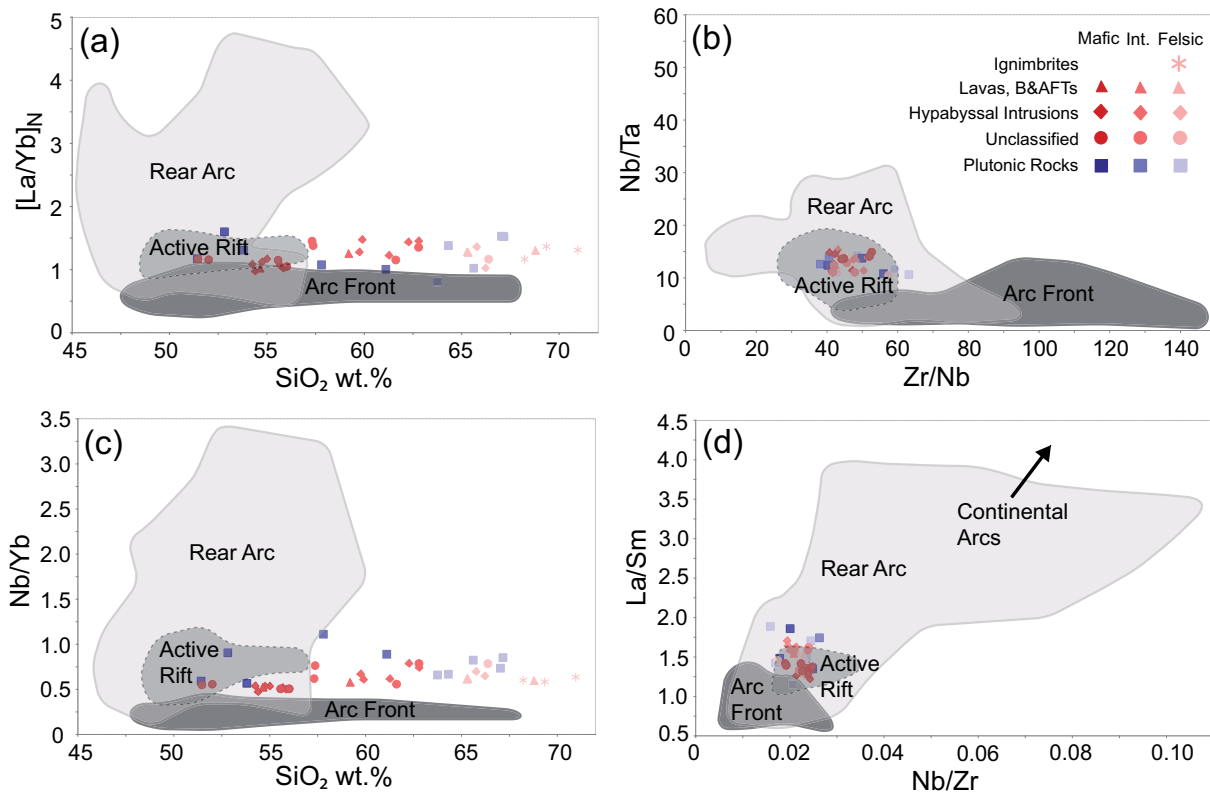 (a)
[La/Yb]N
5
4
3
2
1
0
Rear Arc
Active Rift
Arc Front
45 50 55 60 65 70
SiO₂ wt.%
(b)
Nb/Ta
60
50
40
30
20
10
0
Mafic Int. Felsic
Ignimbrites
Lavas, B&AFTs
Hypabyssal Intrusions
Unclassified
Plutonic Rocks
Rear Arc
Active Rift
Arc Front
0 20 40 60 80 100 120 140
Zr/Nb
(c)
Nb/Yb
3.5
3.0
2.5
2.0
1.5
1.0
0.5
0
Rear Arc
Active
Rift
Arc Front
45 50 55 60 65 70
SiO₂ wt.%
(d)
La/Sm
4.5
4.0
3.5
3.0
2.5
2.0
1.5
1.0
0.5
Continental
Arcs
Rear Arc
Active
Rift
Arc
Front
0 0.02 0.04 0.06 0.08 0.10
Nb/Zr